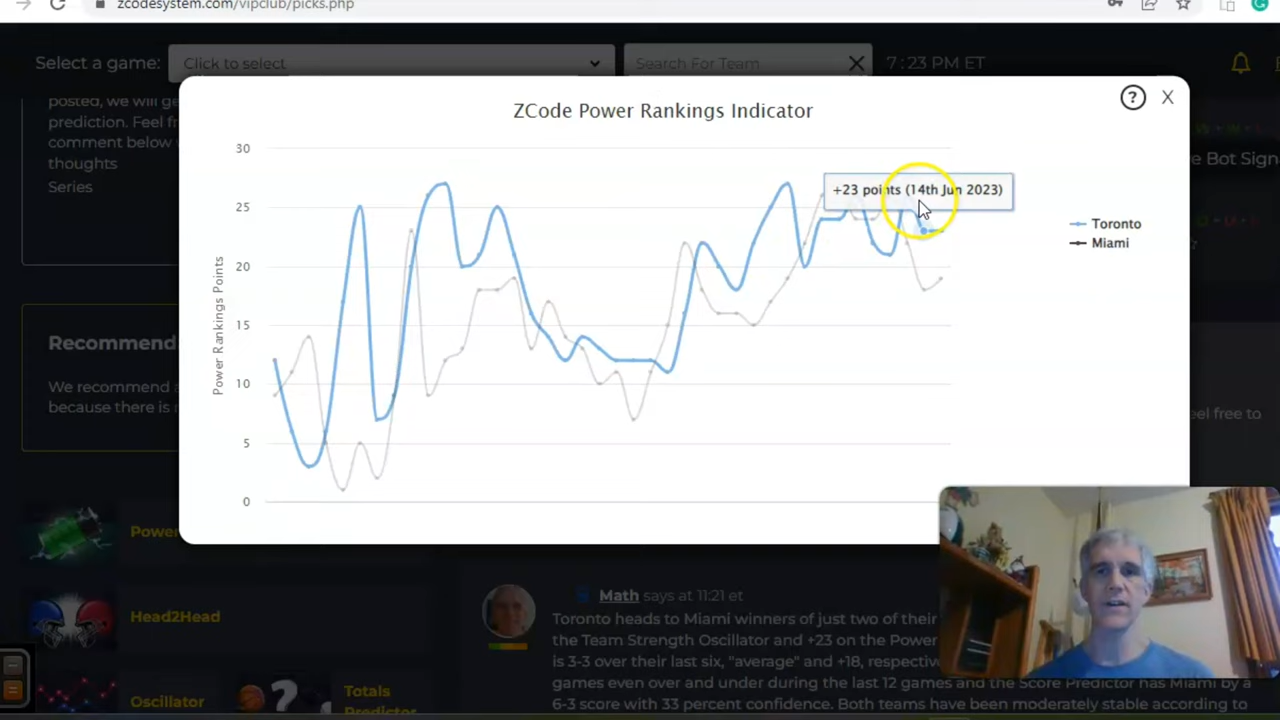 zcodesystem.com/vipclub/picks.php
Select a game: Click to select Search For Team 7:23 PM ET
posted, we will ge
prediction. Feel fr
comment below
thoughts
Series
ZCode Power Rankings Indicator
? X
30
25
20
15
10
5
0
Power Rankings Points
+23 points (14th Jun 2023)
Toronto
Miami
e Bot Sign
Recommend
We recommend
because there is
eel free to
Power
Head2Head
Oscillator
Totals
Predictor
Math says at 11:21 et
Toronto heads to Miami winners of just two of their
the Team Strength Oscillator and +23 on the Power
is 3-3 over their last six, "average" and +18, respective
games even over and under during the last 12 games and the Score Predictor has Miami by a
6-3 score with 33 percent confidence. Both teams have been moderately stable according to